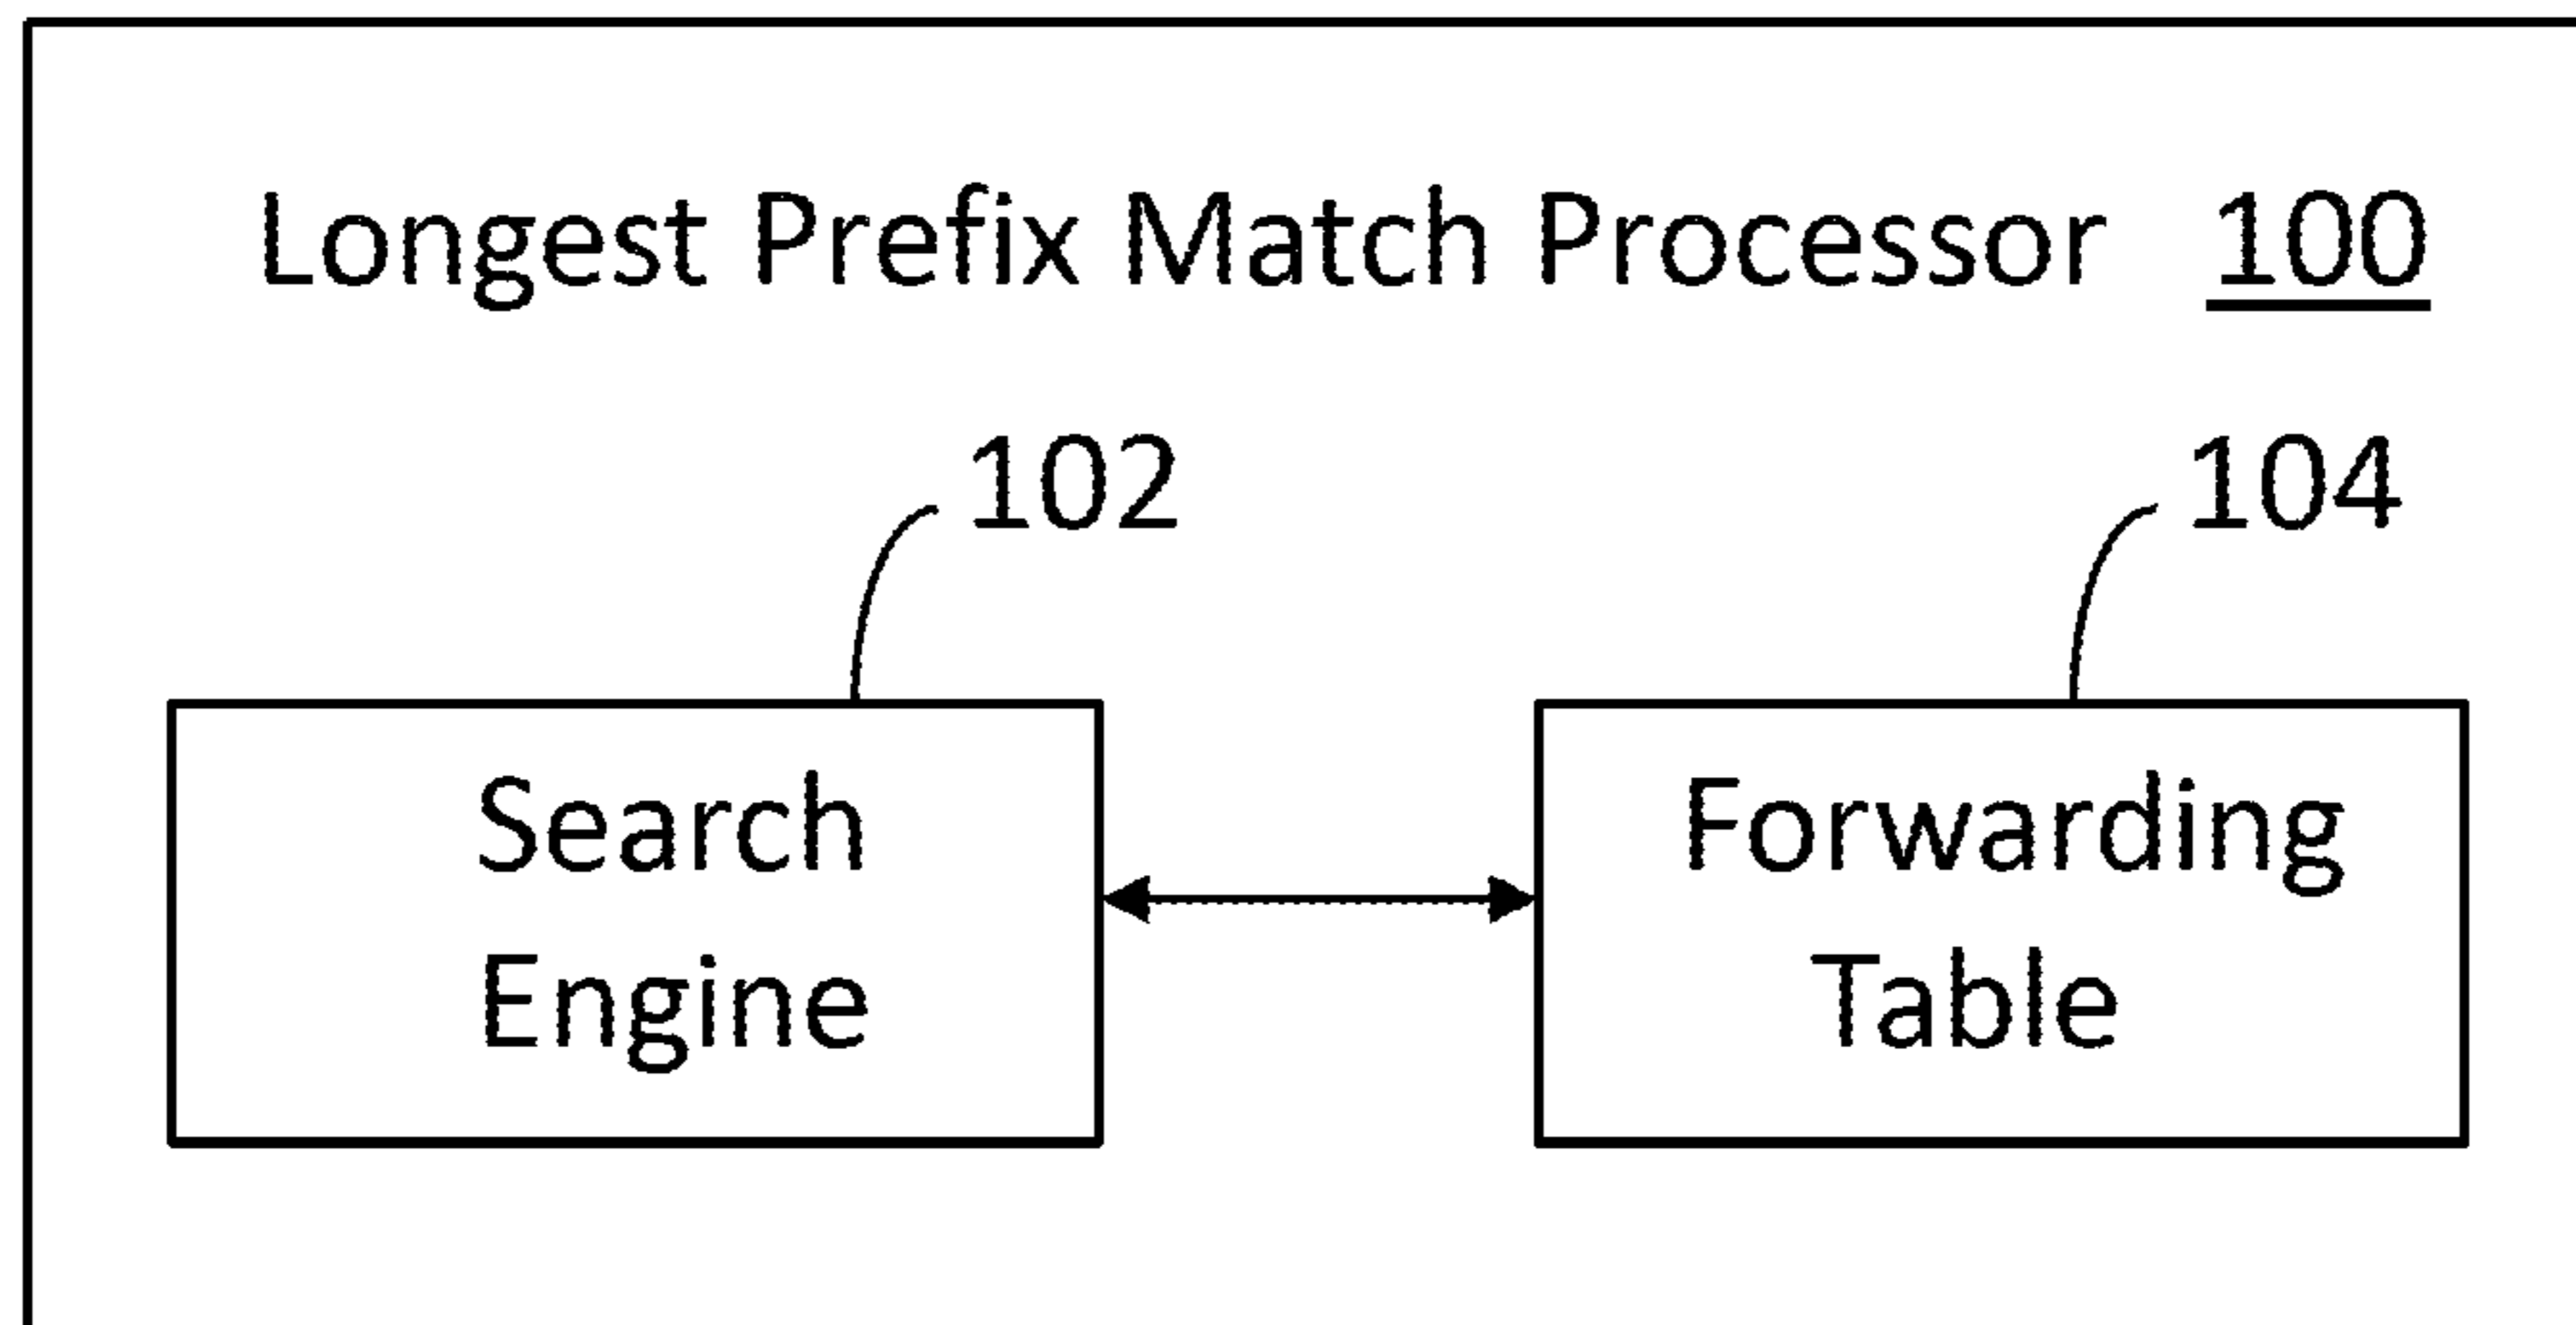 Longest Prefix Match Processor 100
102
104
Search
Engine
Forwarding
Table